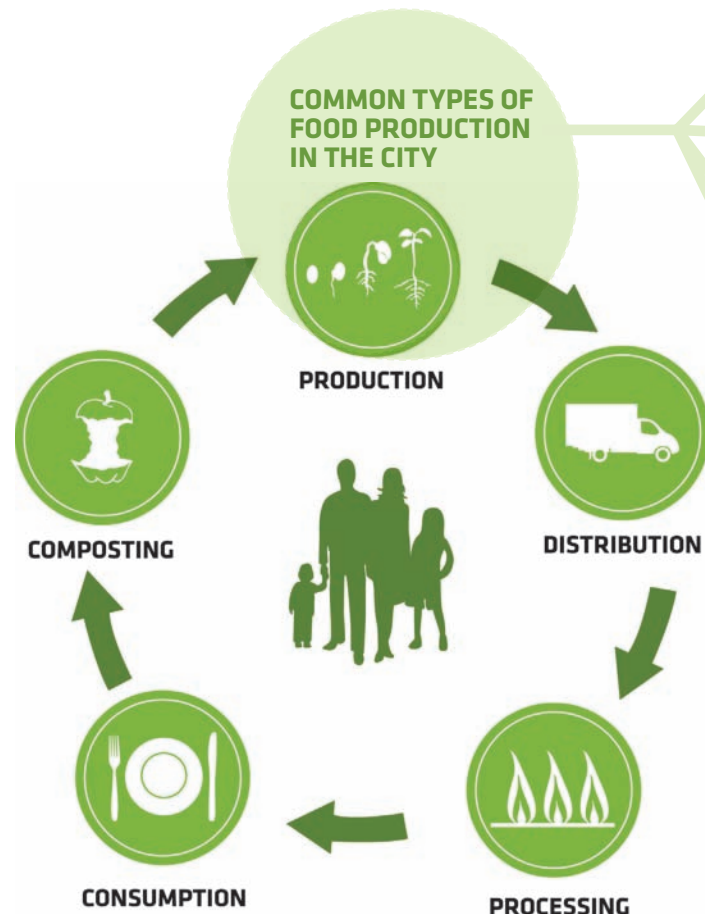 COMMON TYPES OF
FOOD PRODUCTION
IN THE CITY
PRODUCTION
DISTRIBUTION
PROCESSING
CONSUMPTION
COMPOSTING